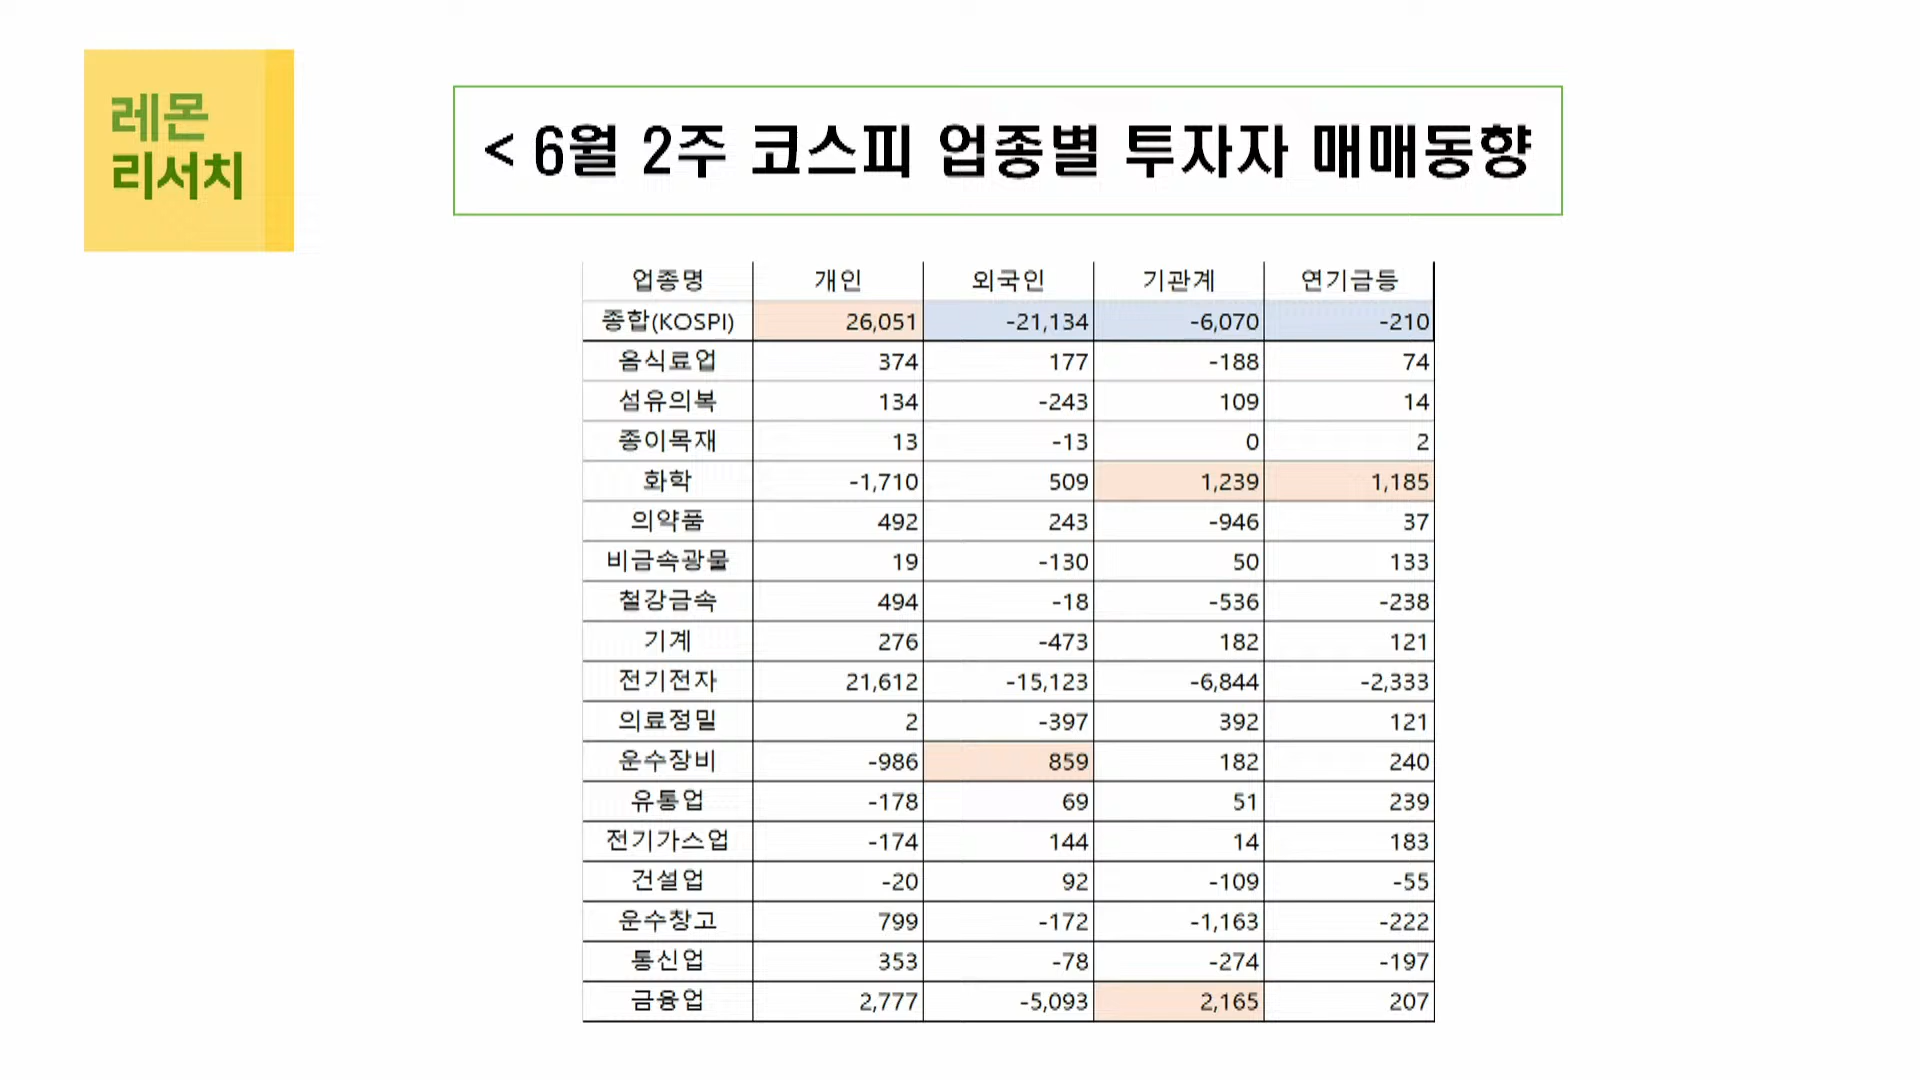 레몬
리서치
< 6월 2주 코스피 업종별 투자자 매매동향
업종명 개인 외국인 기관계 연기금등
종합(KOSPI) 26,051 -21,134 -6,070 -210
음식료업 374 177 -188 74
섬유의복 134 -243 109 14
종이목재 13 -13 0 2
화학 -1,710 509 1,239 1,185
의약품 492 243 -946 37
비금속광물 19 -130 50 133
철강금속 494 -18 -536 -238
기계 276 -473 182 121
전기전자 21,612 -15,123 -6,844 -2,333
의료정밀 2 -397 392 121
운수장비 -986 859 182 240
유통업 -178 69 51 239
전기가스업 -174 144 14 183
건설업 -20 92 -109 -55
운수창고 799 -172 -1,163 -222
통신업 353 -78 -274 -197
금융업 2,777 -5,093 2,165 207